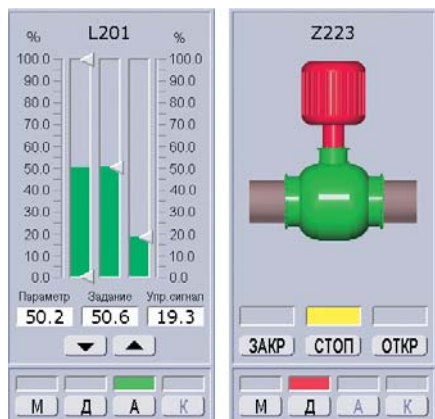 L201
% %
100.0 100.0
90.0 90.0
80.0 80.0
70.0 70.0
60.0 60.0
50.0 50.0
40.0 40.0
30.0 30.0
20.0 20.0
10.0 10.0
0.0 0.0
Параметр Задание Упр.сигнал
50.2 50.6 19.3
М Д А К
Z223
ЗАКР СТОП ОТКР
М Д А К